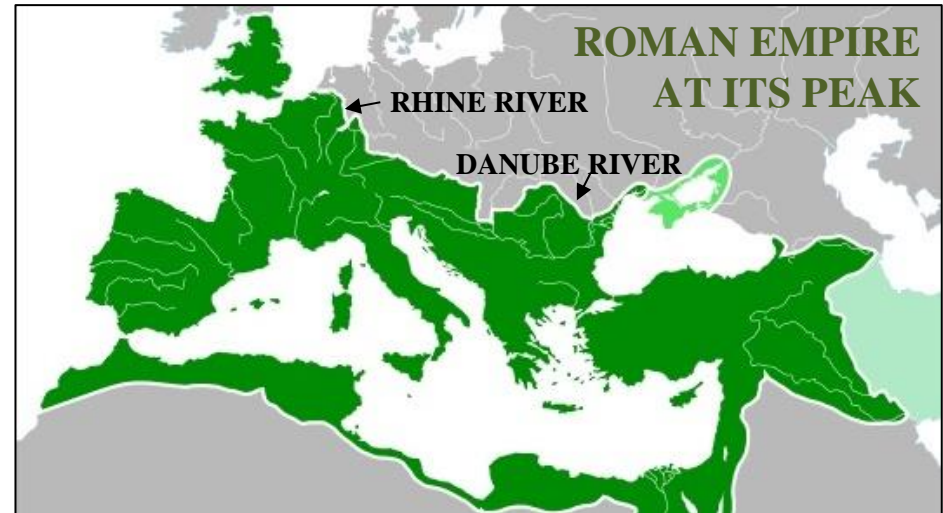 ROMAN EMPIRE
AT ITS PEAK
RHINE RIVER
DANUBE RIVER